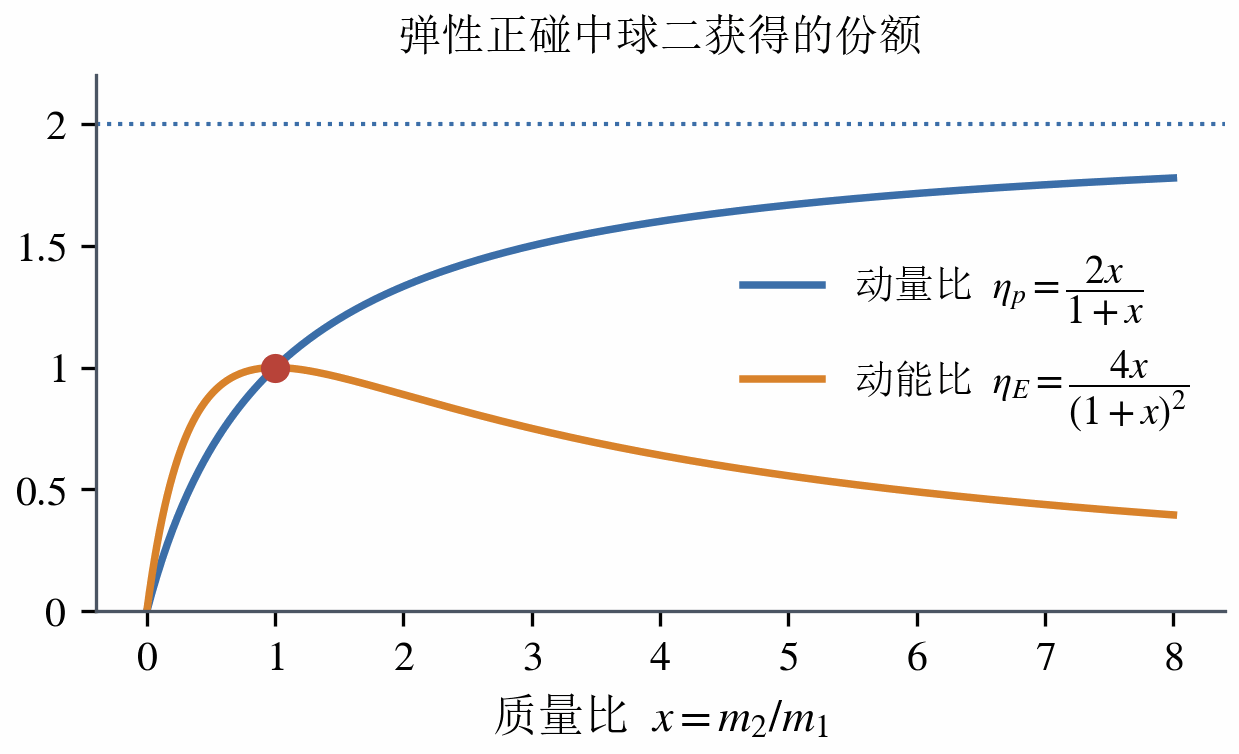 弹性正碰中球二获得的份额
2
1.5
1
0.5
0
动量比 η_p = 2x/(1+x)
动能比 η_E = 4x/(1+x)²
0 1 2 3 4 5 6 7 8
质量比 x = m₂/m₁